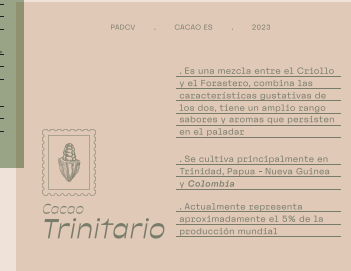 PADCV . CACAO ES . 2023
. Es una mezcla entre el Criollo
y el Forastero, combina las
características gustativas de
los dos, tiene un amplio rango
sabores y aromas que persisten
en el paladar
. Se cultiva principalmente en
Trinidad, Papua - Nueva Guinea
y Colombia
. Actualmente representa
aproximadamente el 5% de la
producción mundial
Cacao
Trinitario